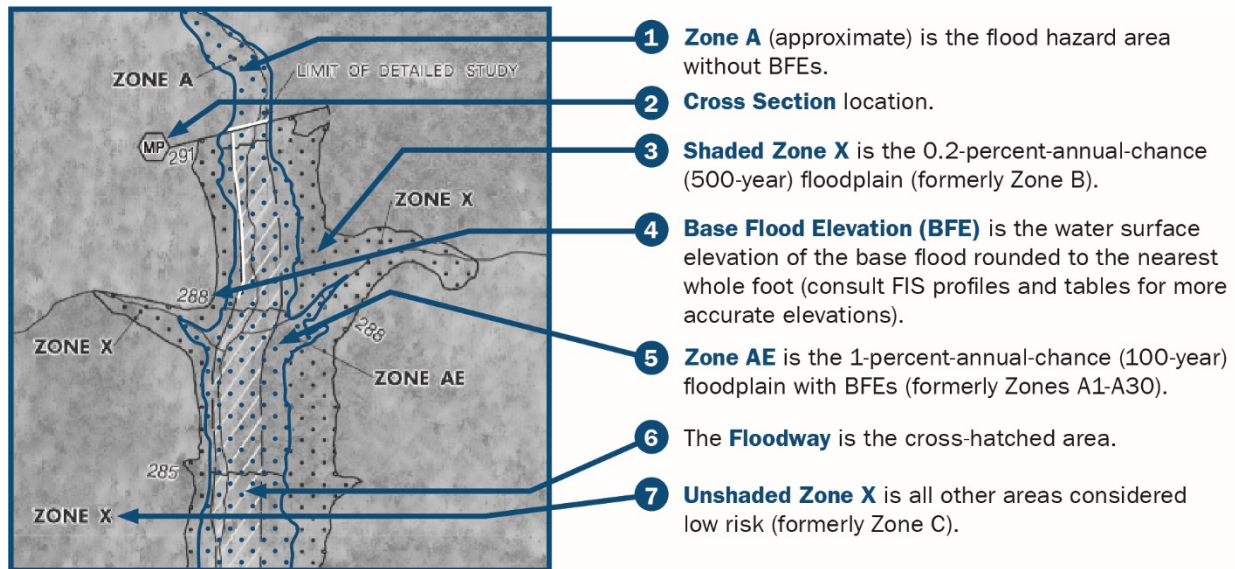 ZONE A
LIMIT OF DETAILED STUDY
MP
291
ZONE X
288
288
ZONE X
ZONE AE
285
ZONE X
1 Zone A (approximate) is the flood hazard area
without BFEs.
2 Cross Section location.
3 Shaded Zone X is the 0.2-percent-annual-chance
(500-year) floodplain (formerly Zone B).
4 Base Flood Elevation (BFE) is the water surface
elevation of the base flood rounded to the nearest
whole foot (consult FIS profiles and tables for more
accurate elevations).
5 Zone AE is the 1-percent-annual-chance (100-year)
floodplain with BFEs (formerly Zones A1-A30).
6 The Floodway is the cross-hatched area.
7 Unshaded Zone X is all other areas considered
low risk (formerly Zone C).